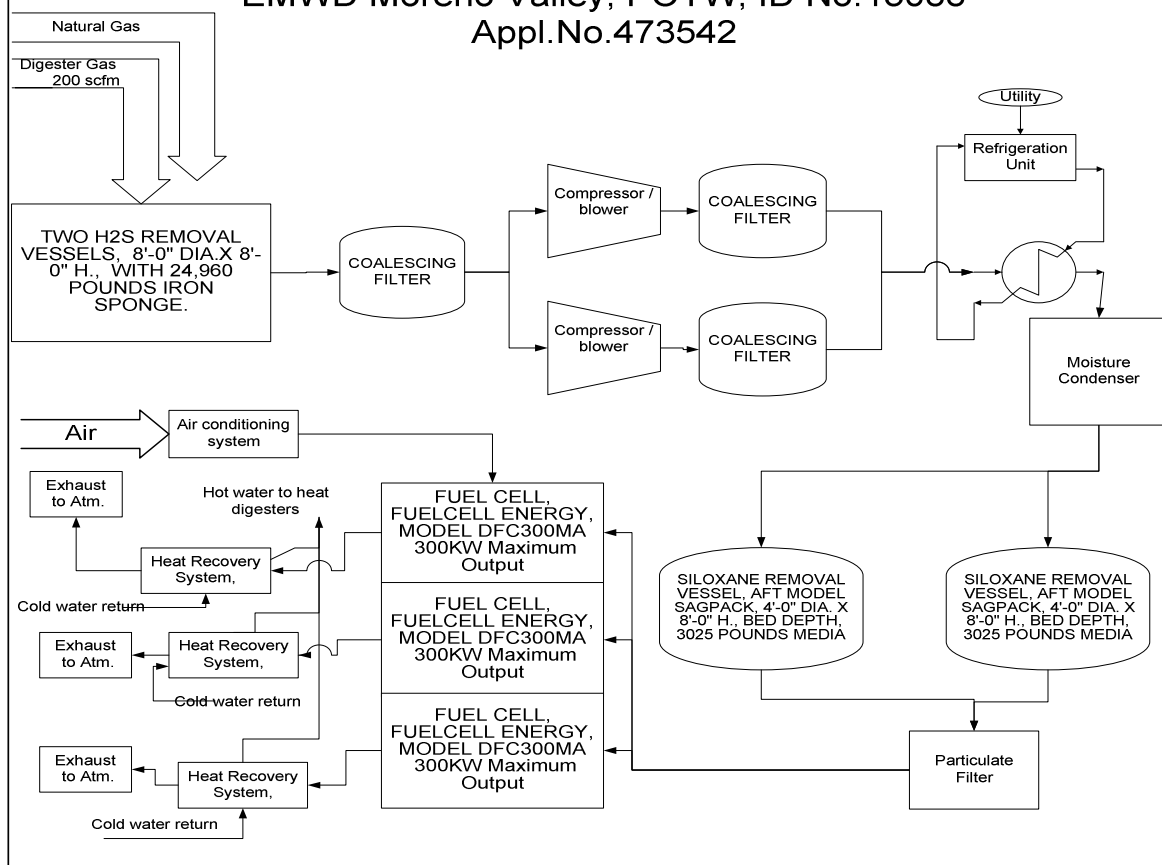 Appl.No.473542
Natural Gas
Digester Gas
200 scfm
Utility
Refrigeration
Unit
TWO H2S REMOVAL
VESSELS, 8'-0" DIA.X 8'-
0" H., WITH 24,960
POUNDS IRON
SPONGE.
COALESCING
FILTER
Compressor /
blower
COALESCING
FILTER
Compressor /
blower
COALESCING
FILTER
Moisture
Condenser
Air
Air conditioning
system
Exhaust
to Atm.
Hot water to heat
digesters
FUEL CELL,
FUELCELL ENERGY,
MODEL DFC300MA
300KW Maximum
Output
Heat Recovery
System,
Cold water return
FUEL CELL,
FUELCELL ENERGY,
MODEL DFC300MA
300KW Maximum
Output
Exhaust
to Atm.
Heat Recovery
System,
Cold water return
FUEL CELL,
FUELCELL ENERGY,
MODEL DFC300MA
300KW Maximum
Output
Exhaust
to Atm.
Heat Recovery
System,
Cold water return
SILOXANE REMOVAL
VESSEL, AFT MODEL
SAGPACK, 4'-0" DIA. X
8'-0" H., BED DEPTH,
3025 POUNDS MEDIA
SILOXANE REMOVAL
VESSEL, AFT MODEL
SAGPACK, 4'-0" DIA. X
8'-0" H., BED DEPTH,
3025 POUNDS MEDIA
Particulate
Filter